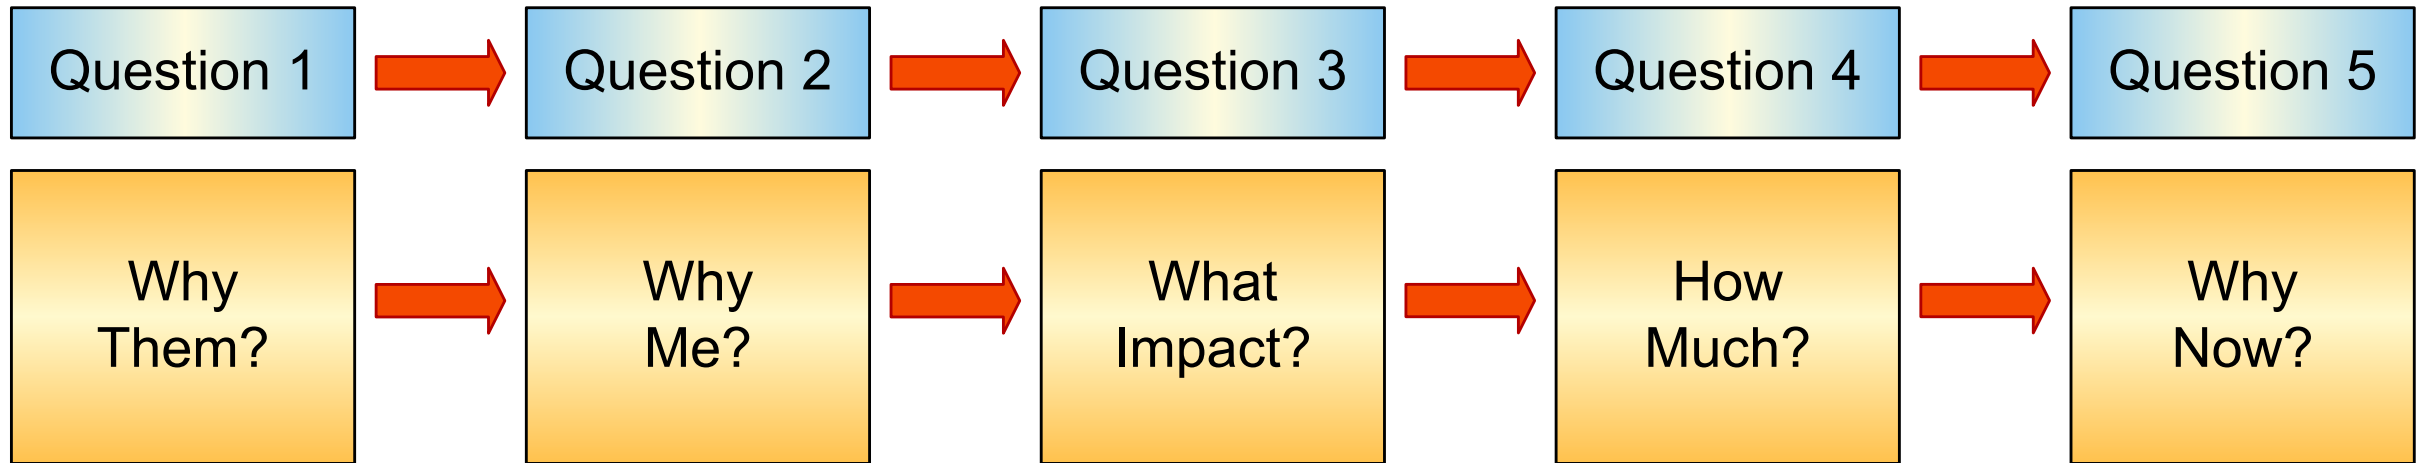 Question 1
Question 2
Question 3
Question 4
Question 5
Why
Them?
Why
Me?
What
Impact?
How
Much?
Why
Now?